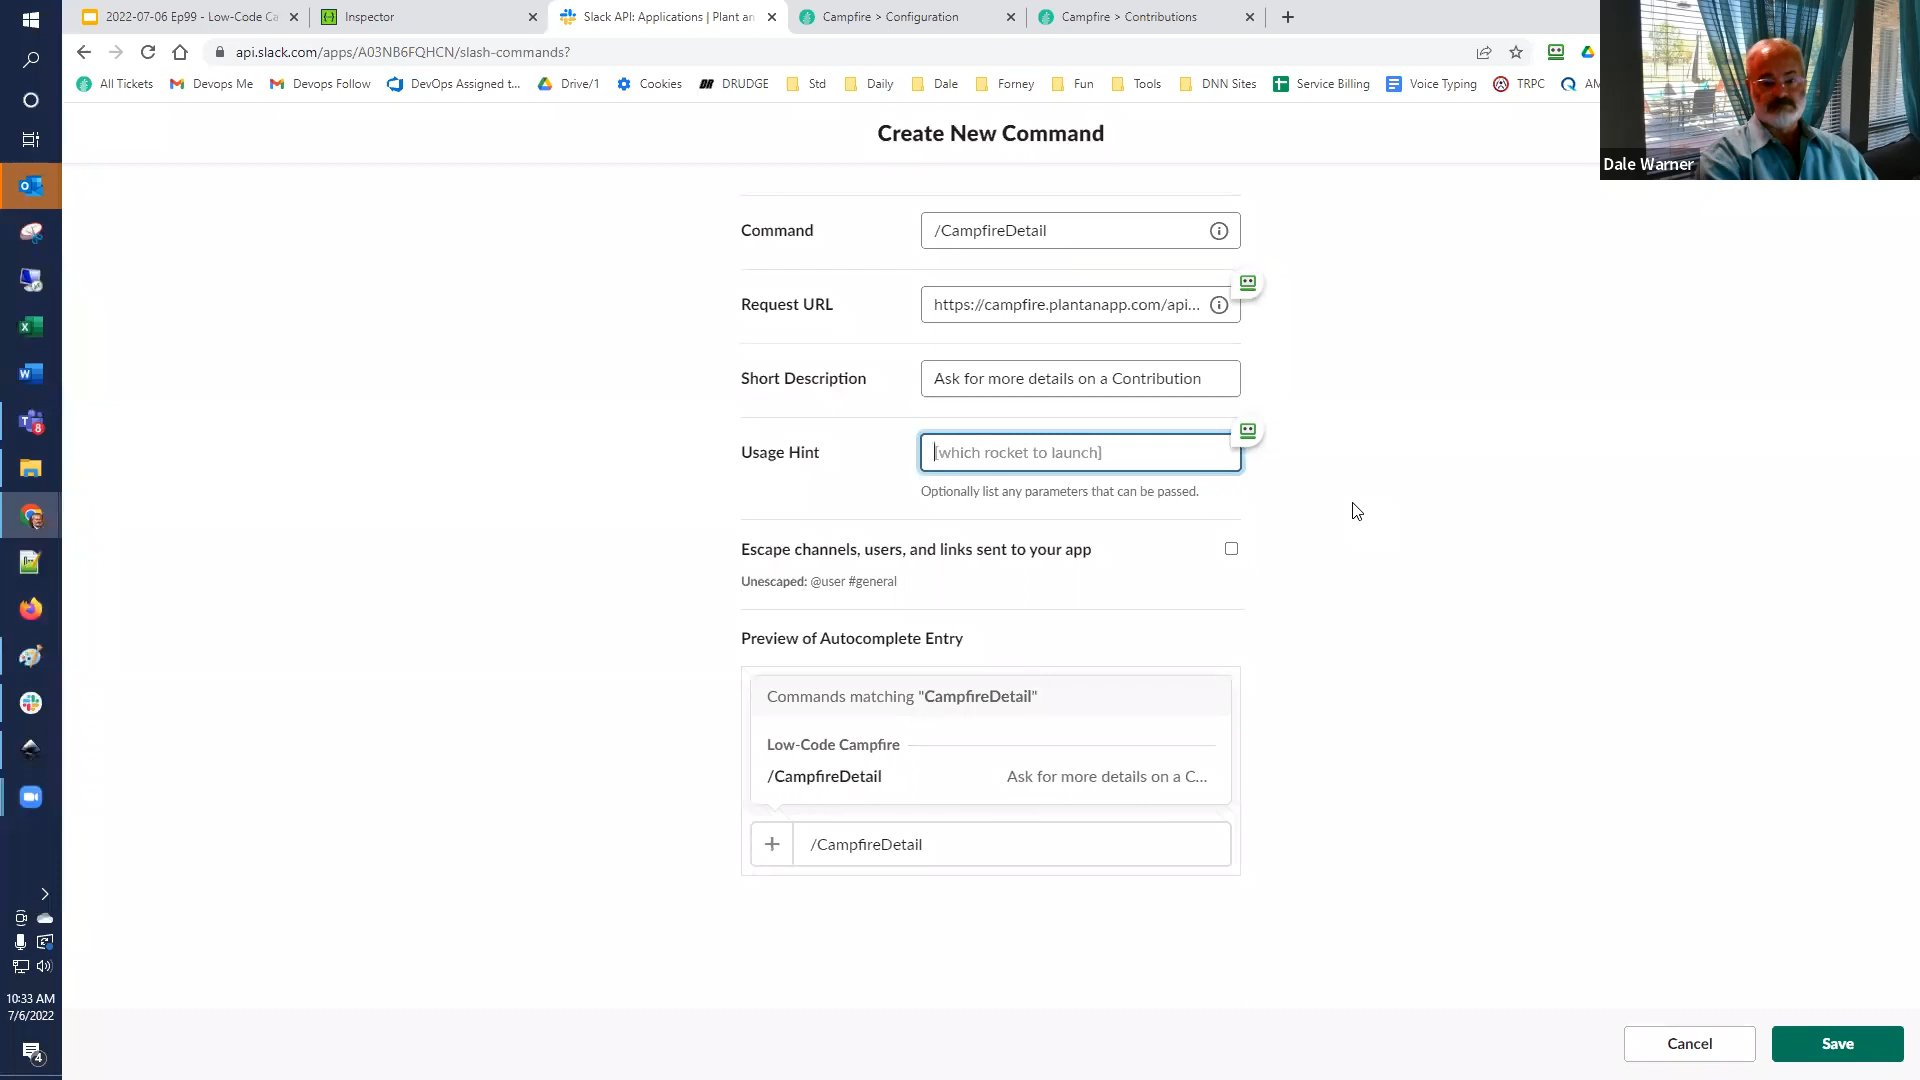 2022-07-06 Ep99 - Low-Code Ca
Inspector
Slack API: Applications | Plant an
Campfire > Configuration
Campfire > Contributions
api.slack.com/apps/A03NB6FQHCN/slash-commands?
All Tickets
Devops Me
Devops Follow
DevOps Assigned t...
Drive/1
Cookies
DRUDGE
Std
Daily
Dale
Forney
Fun
Tools
DNN Sites
Service Billing
Voice Typing
TRPC
AM
Dale Warner
Create New Command
Command
/CampfireDetail
Request URL
https://campfire.plantanapp.com/api...
Short Description
Ask for more details on a Contribution
Usage Hint
[which rocket to launch]
Optionally list any parameters that can be passed.
Escape channels, users, and links sent to your app
Unescaped: @user #general
Preview of Autocomplete Entry
Commands matching "CampfireDetail"
Low-Code Campfire
/CampfireDetail
Ask for more details on a C...
/CampfireDetail
Cancel
Save
8
10:33 AM
7/6/2022
4